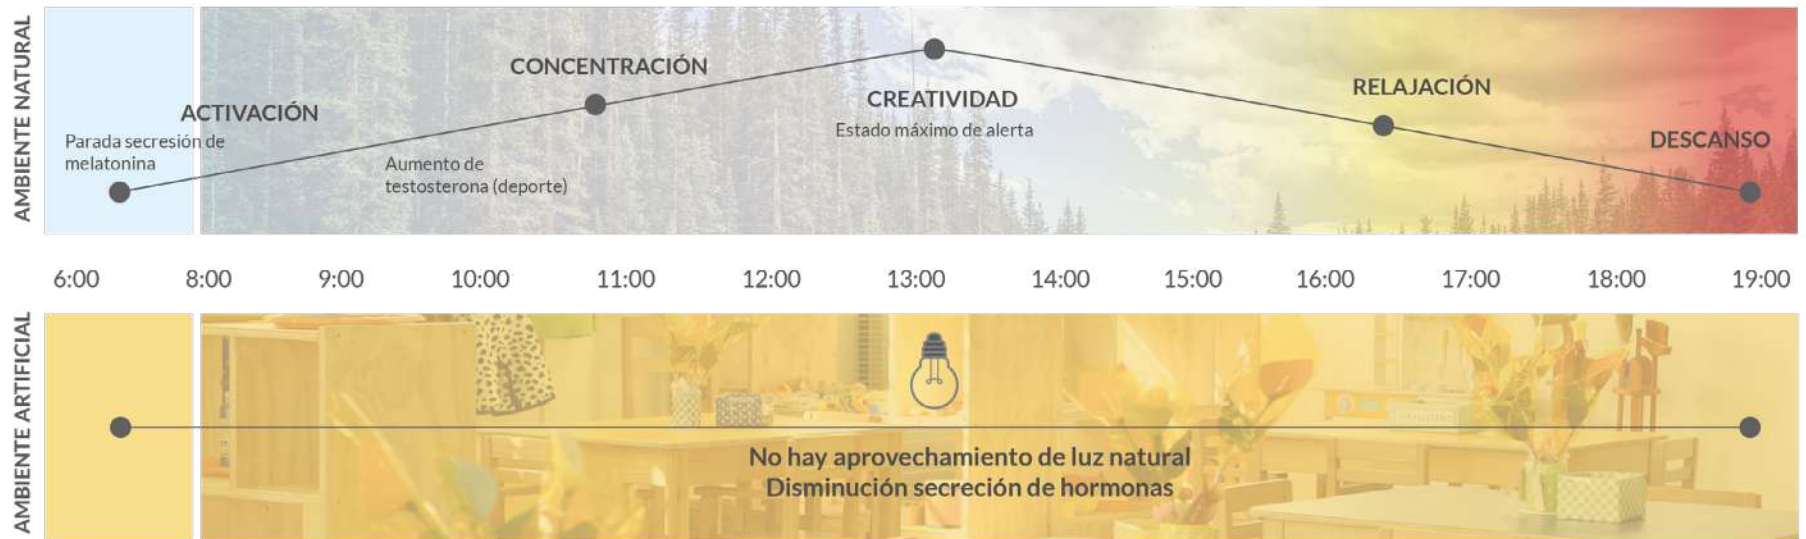 AMBIENTE NATURAL
ACTIVACIÓN
Parada secresión de
melatonina
Aumento de
testosterona (deporte)
CONCENTRACIÓN
CREATIVIDAD
Estado máximo de alerta
RELAJACIÓN
DESCANSO
6:00 8:00 9:00 10:00 11:00 12:00 13:00 14:00 15:00 16:00 17:00 18:00 19:00
AMBIENTE ARTIFICIAL
No hay aprovechamiento de luz natural
Disminución secreción de hormonas